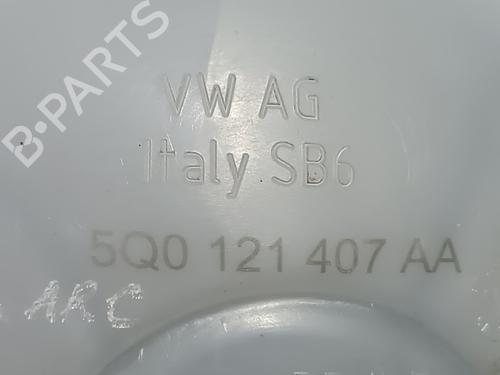 B-PARTS
VW AG
Italy SB6
5Q0 121 407 AA
ARC